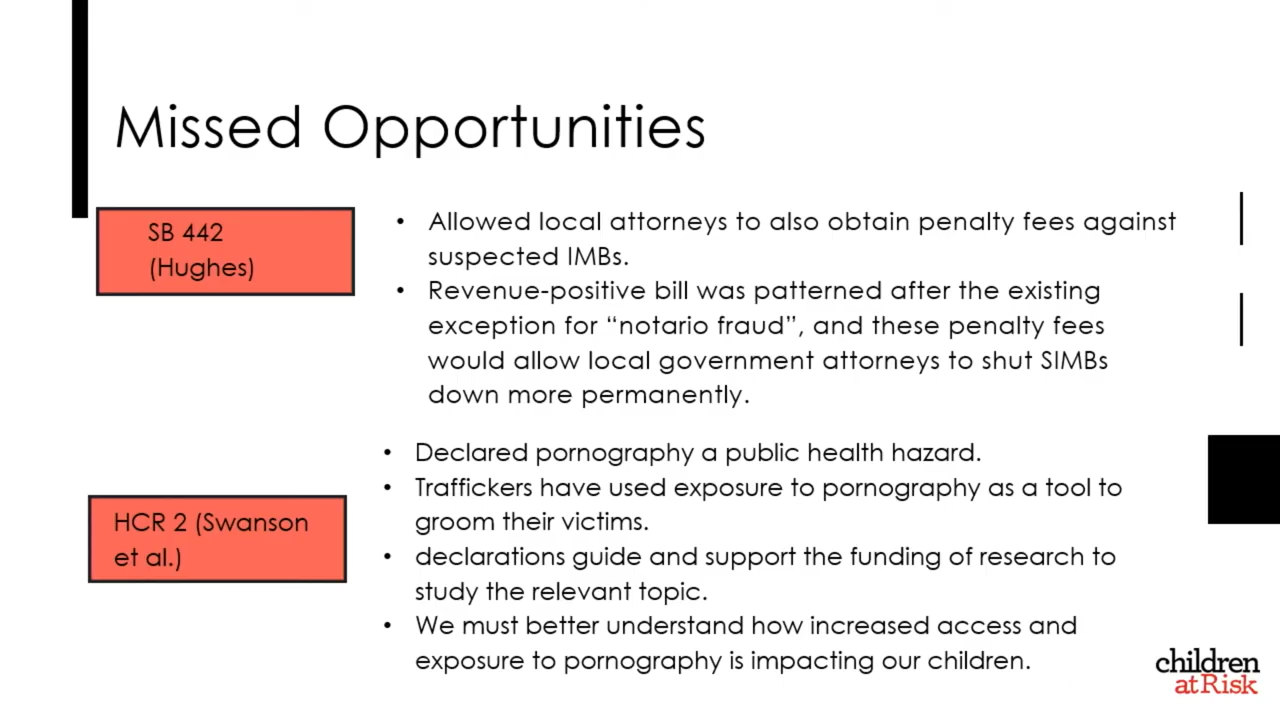 Missed Opportunities
SB 442
(Hughes)
• Allowed local attorneys to also obtain penalty fees against
suspected IMBs.
• Revenue-positive bill was patterned after the existing
exception for “notario fraud”, and these penalty fees
would allow local government attorneys to shut SIMBs
down more permanently.
HCR 2 (Swanson
et al.)
• Declared pornography a public health hazard.
• Traffickers have used exposure to pornography as a tool to
groom their victims.
• declarations guide and support the funding of research to
study the relevant topic.
• We must better understand how increased access and
exposure to pornography is impacting our children.
children
at Risk